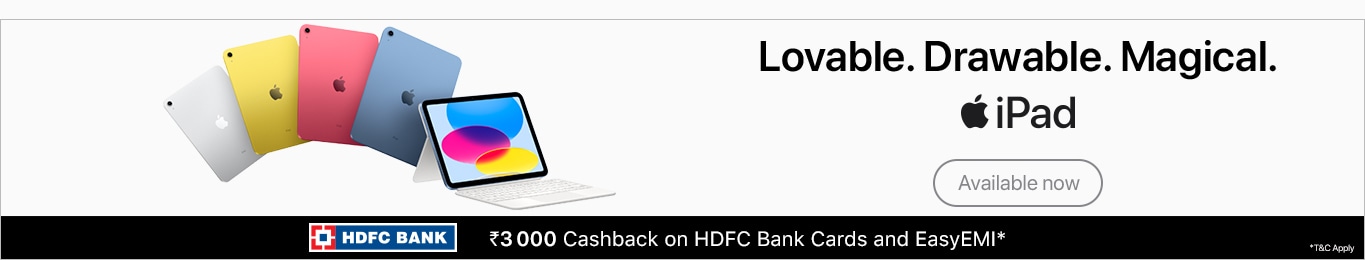 Lovable. Drawable. Magical.
iPad
Available now
HDFC BANK ₹3 000 Cashback on HDFC Bank Cards and EasyEMI*
*T&C Apply